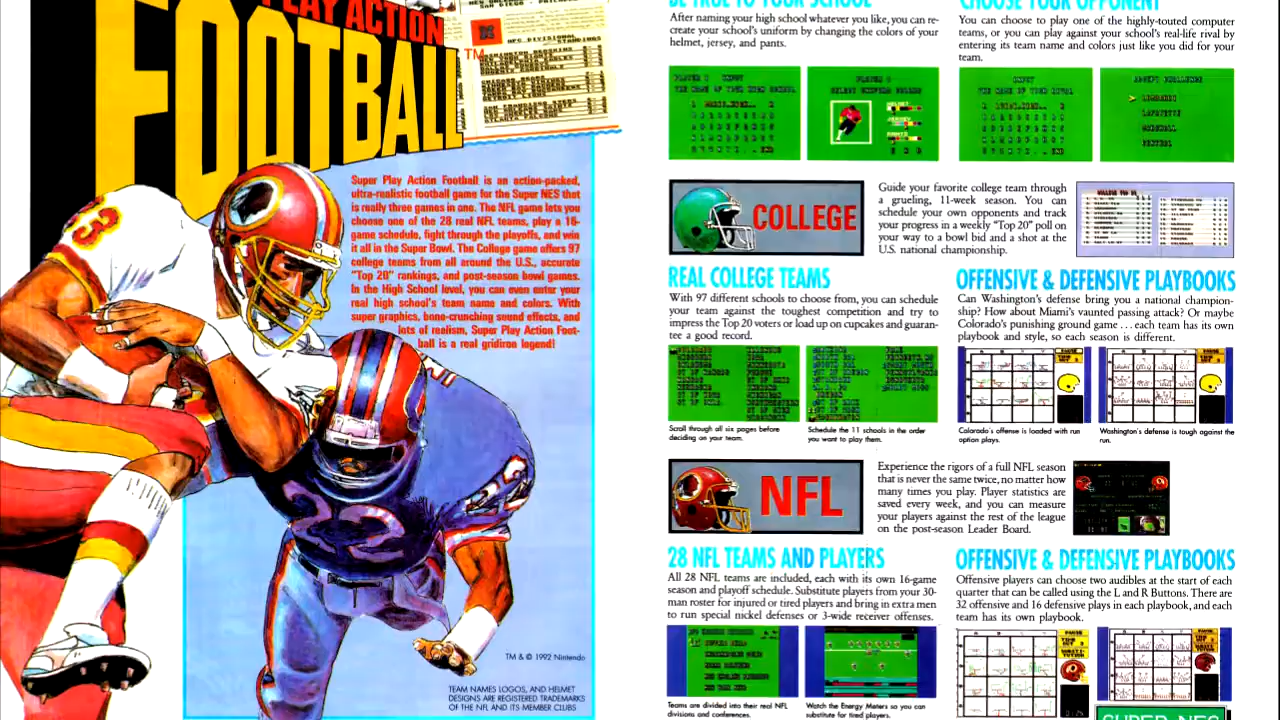 PLAY ACTION
FOOTBALL
TM
Super Play Action Football is an action-packed,
ultra-realistic football game for the Super NES that
is really three games in one. The NFL game lets you
choose one of the 28 real NFL teams, play a 16-
game schedule, fight through the playoffs, and win
it all in the Super Bowl. The College game offers 97
college teams from all around the U.S., accurate
"Top 20" rankings, and post-season bowl games.
In the High School level, you can even enter your
real high school's team name and colors. With
super graphics, bone-crunching sound effects, and
lots of realism, Super Play Action Foot-
ball is a real gridiron legend!
TM & © 1992 Nintendo
TEAM NAMES LOGOS, AND HELMET
DESIGNS ARE REGISTERED TRADEMARKS
OF THE NFL AND ITS MEMBER CLUBS
BE TRUE TO YOUR SCHOOL
After naming your high school whatever you like, you can re-
create your school's uniform by changing the colors of your
helmet, jersey, and pants.
CHOOSE YOUR OPPONENT
You can choose to play one of the highly-touted computer
teams, or you can play against your school's real-life rival by
entering its team name and colors just like you did for your
team.
COLLEGE
Guide your favorite college team through
a grueling, 11-week season. You can
schedule your own opponents and track
your progress in a weekly "Top 20" poll on
your way to a bowl bid and a shot at the
U.S. national championship.
REAL COLLEGE TEAMS
With 97 different schools to choose from, you can schedule
your team against the toughest competition and try to
impress the Top 20 voters or load up on cupcakes and guaran-
tee a good record.
Scroll through all six pages before
deciding on your team.
Schedule the 11 schools in the order
you want to play them.
OFFENSIVE & DEFENSIVE PLAYBOOKS
Can Washington's defense bring you a national champion-
ship? How about Miami's vaunted passing attack, or maybe
Colorado's punishing ground game . . . each team has its own
playbook and style, so each season is different.
Colorado's offense is loaded with run
option plays.
Washington's defense is tough against the
run.
NFL
Experience the rigors of a full NFL season
that is never the same twice, no matter how
many times you play. Player statistics are
saved every week, and you can measure
your players against the rest of the league
on the post-season Leader Board.
28 NFL TEAMS AND PLAYERS
All 28 NFL teams are included, each with its own 16-game
season and playoff schedule. Substitute players from your 30-
man roster for injured or tired players and bring in extra men
to run special nickel defenses or 3-wide receiver offenses.
Teams are divided into their real NFL
divisions and conferences.
Watch the Energy Meters so you can
substitute for tired players.
OFFENSIVE & DEFENSIVE PLAYBOOKS
Offensive players can choose two audibles at the start of each
quarter that can be called using the L and R Buttons. There are
32 offensive and 16 defensive plays in each playbook, and each
team has its own playbook.
SUPER NES